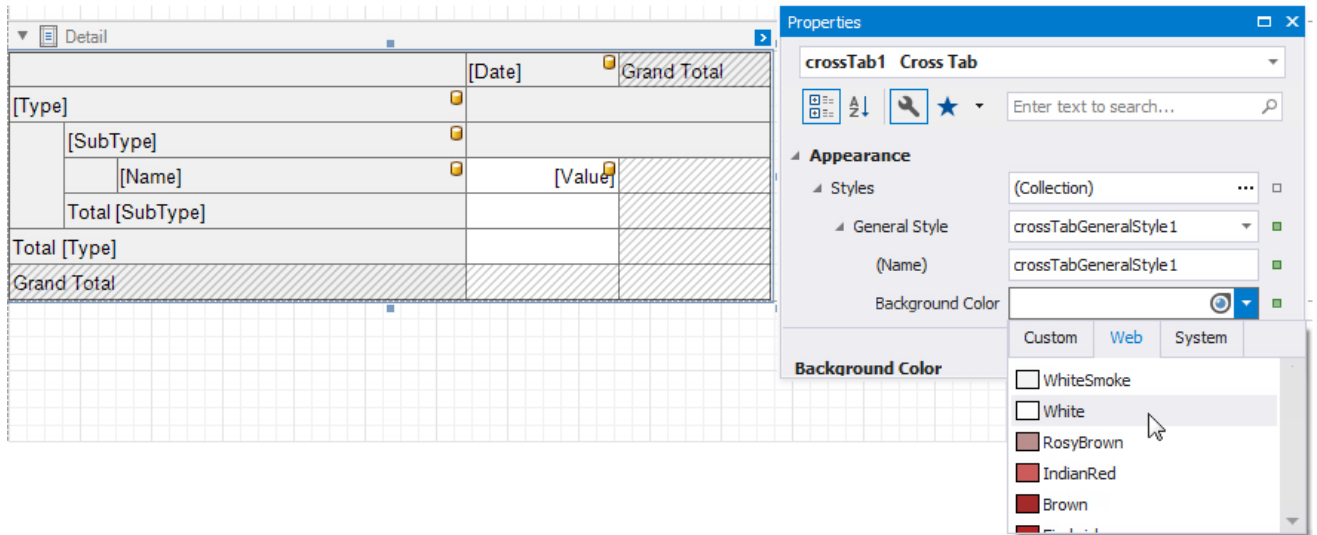 Detail
[Date] Grand Total
[Type]
[SubType]
[Name] [Value]
Total [SubType]
Total [Type]
Grand Total
Properties
crossTab1 Cross Tab
Enter text to search...
Appearance
Styles (Collection)
General Style crossTabGeneralStyle1
(Name) crossTabGeneralStyle1
Background Color
Custom Web System
Background Color
WhiteSmoke
White
RosyBrown
IndianRed
Brown